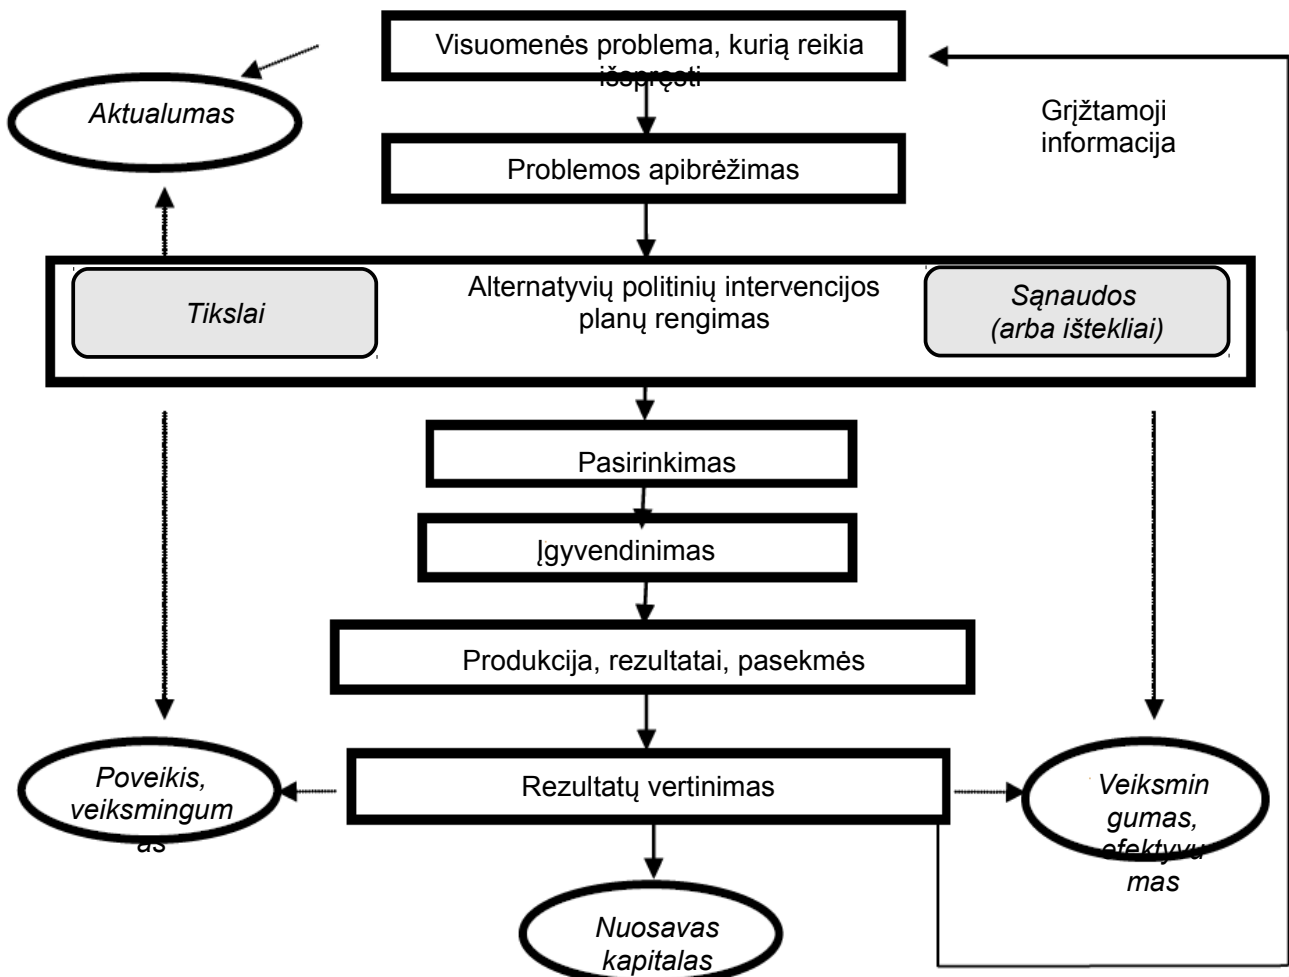 Visuomenės problema, kurią reikia
išspręsti
Aktualumas
Grįžtamoji
informacija
Problemos apibrėžimas
Tikslai
Alternatyvių politinių intervencijos
planų rengimas
Sąnaudos
(arba ištekliai)
Pasirinkimas
Įgyvendinimas
Produkcija, rezultatai, pasekmės
Poveikis,
veiksmingum
as
Rezultatų vertinimas
Veiksmin
gumas,
efektyvu
mas
Nuosavas
kapitalas